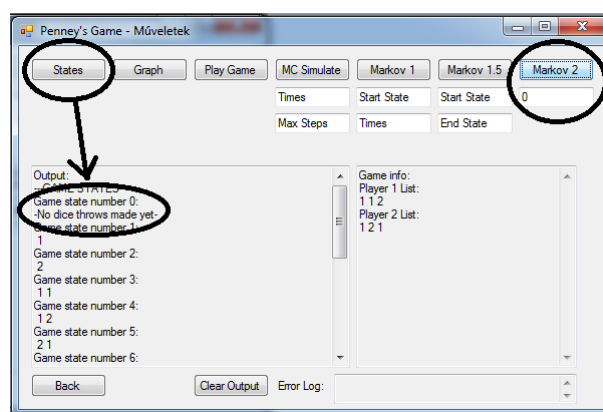 Penney's Game - Műveletek
States Graph Play Game MC Simulate Markov 1 Markov 1.5 Markov 2
Times Start State Start State 0
Max Steps Times End State
Output:
--GAME STATES--
Game state number 0:
-No dice throws made yet-
Game state number 1:
1
Game state number 2:
2
Game state number 3:
1 1
Game state number 4:
1 2
Game state number 5:
2 1
Game state number 6:
Game info:
Player 1 List:
1 1 2
Player 2 List:
1 2 1
Back Clear Output Error Log: